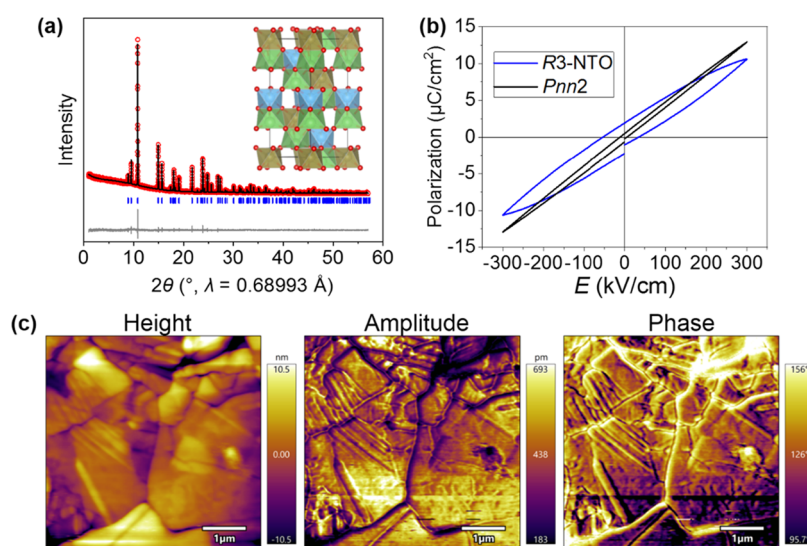 (a)
Intensity
0 10 20 30 40 50 60
2θ (°, λ = 0.68993 Å)
(b)
R3-NTO
Pnn2
Polarization (μC/cm²)
15
10
5
0
-5
-10
-15
-300 -200 -100 0 100 200 300
E (kV/cm)
(c)
Height
nm
10.5
0.00
-10.5
1μm
Amplitude
pm
693
438
183
1μm
Phase
156°
126°
95.7
1μm